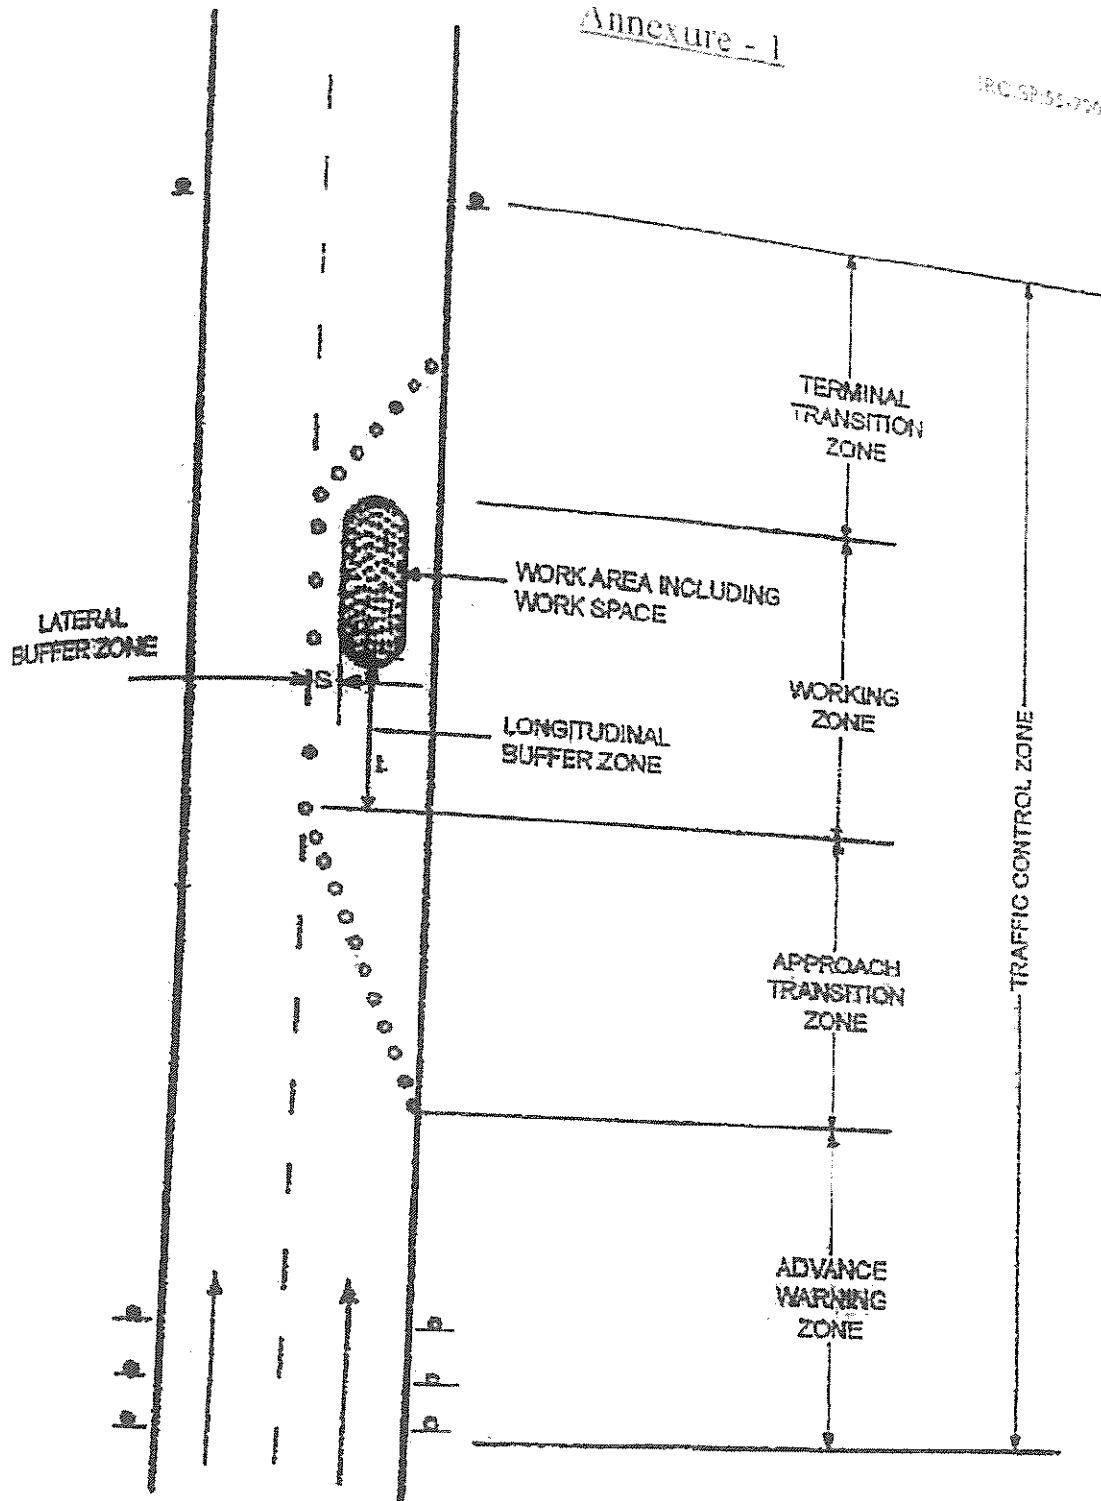 Annexure - 1
TERMINAL
TRANSITION
ZONE
WORK AREA INCLUDING
WORK SPACE
LATERAL
BUFFER ZONE
S
WORKING
ZONE
LONGITUDINAL
BUFFER ZONE
TRAFFIC CONTROL ZONE
APPROACH
TRANSITION
ZONE
ADVANCE
WARNING
ZONE